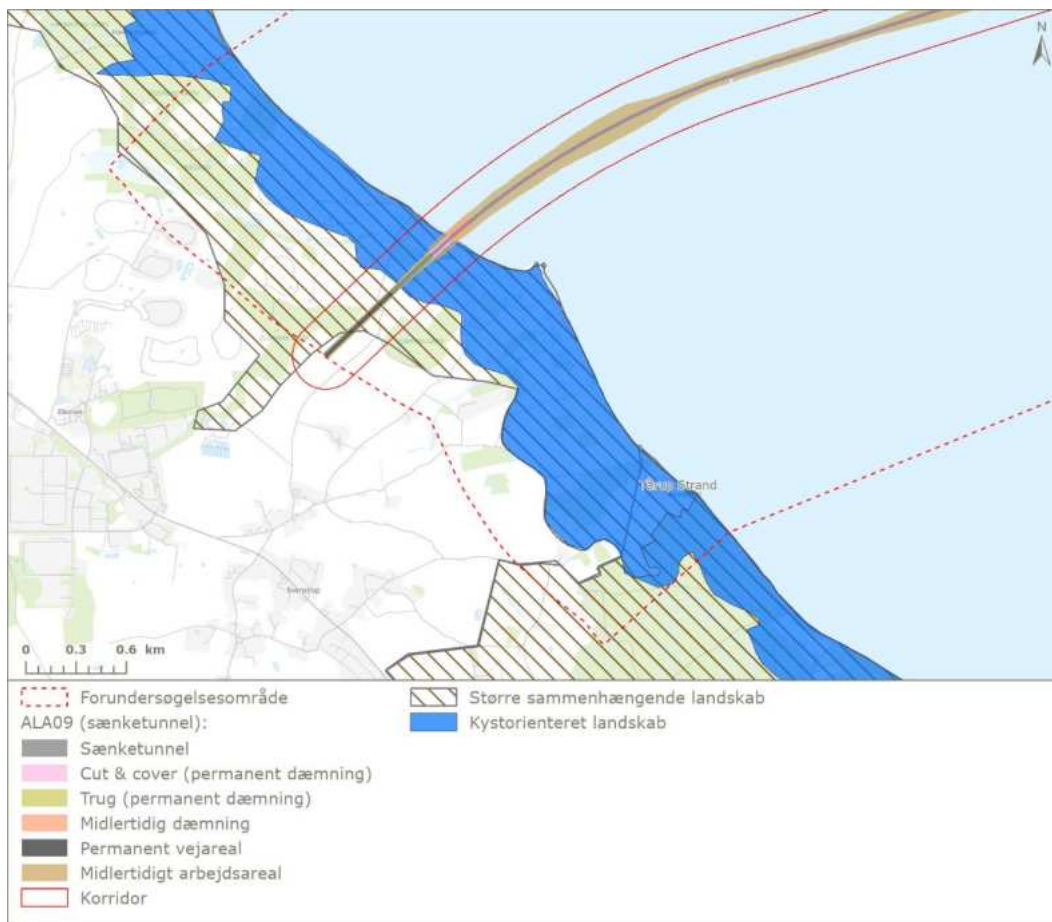 N
Tårup Strand
0 0.3 0.6 km
Forundersøgelsesområde
ALA09 (sænketunnel):
Sænketunnel
Cut & cover (permanent dæmning)
Trug (permanent dæmning)
Midlertidig dæmning
Permanent vejareal
Midlertidigt arbejdsareal
Korridor
Større sammenhængende landskab
Kystorienteret landskab